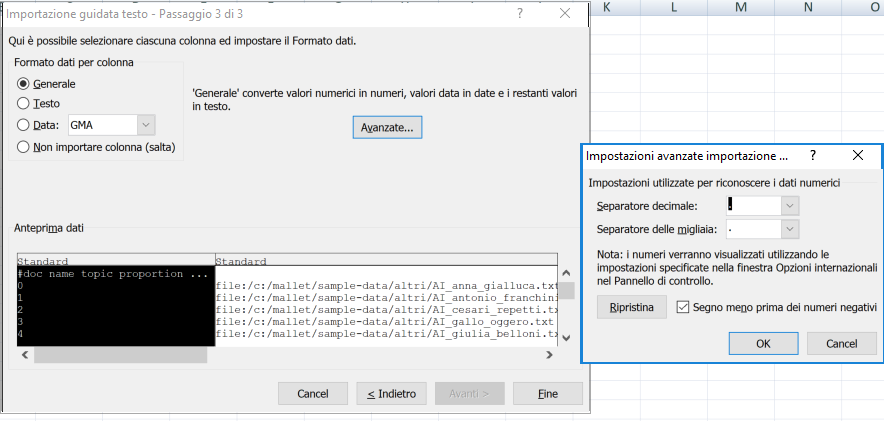 Importazione guidata testo - Passaggio 3 di 3 ? K L M N O
Qui è possibile selezionare ciascuna colonna ed impostare il Formato dati.
Formato dati per colonna
Generale
Testo
Data: GMA
Non importare colonna (salta)
'Generale' converte valori numerici in numeri, valori data in date e i restanti valori
in testo.
Avanzate...
Anteprima dati
Standard Standard
#doc name topic proportion ...
0 file:/c:/mallet/sample-data/altri/AI_anna_gialluca.txt
1 file:/c:/mallet/sample-data/altri/AI_antonio_franchini
2 file:/c:/mallet/sample-data/altri/AI_cesari_repetti.tx
3 file:/c:/mallet/sample-data/altri/AI_gallo_oggero.txt
4 file:/c:/mallet/sample-data/altri/AI_giulia_belloni.tx
Cancel < Indietro Avanti > Fine
Impostazioni avanzate importazione ... ?
Impostazioni utilizzate per riconoscere i dati numerici
Separatore decimale: .
Separatore delle migliaia: .
Nota: i numeri verranno visualizzati utilizzando le
impostazioni specificate nella finestra Opzioni internazionali
nel Pannello di controllo.
Ripristina Segno meno prima dei numeri negativi
OK Cancel